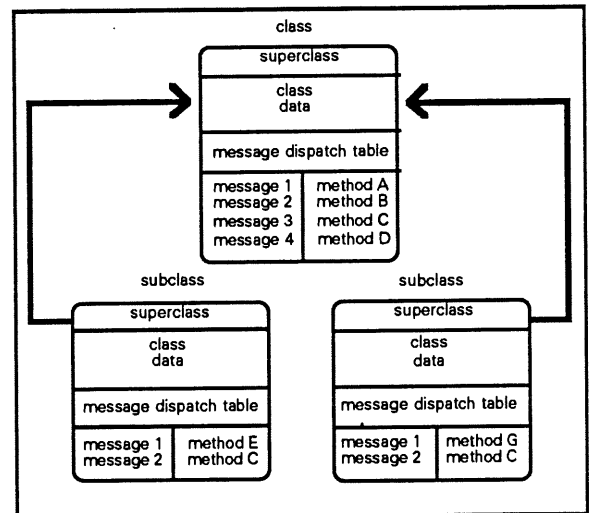 class
superclass
class
data
message dispatch table
message 1 method A
message 2 method B
message 3 method C
message 4 method D
subclass
superclass
class
data
message dispatch table
message 1 method E
message 2 method C
subclass
superclass
class
data
message dispatch table
message 1 method G
message 2 method C